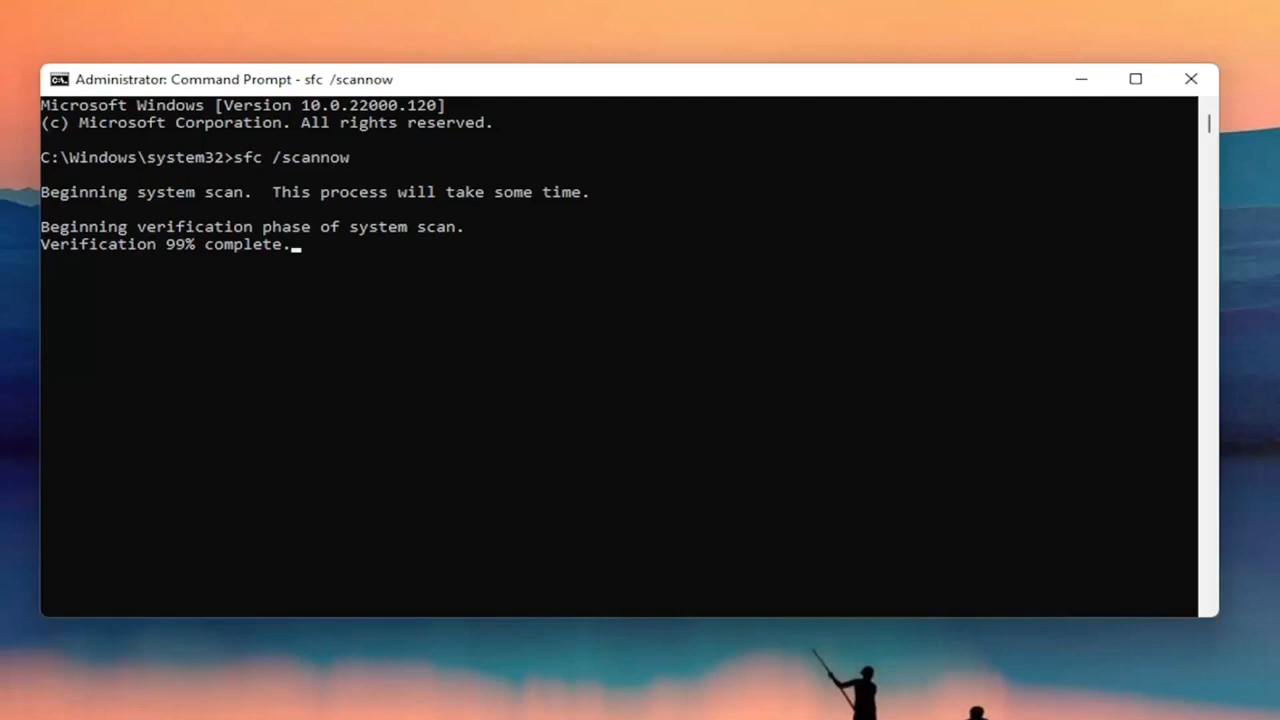 Administrator: Command Prompt - sfc  /scannow
Microsoft Windows [Version 10.0.22000.120]
(c) Microsoft Corporation. All rights reserved.
C:\Windows\system32>sfc /scannow
Beginning system scan.  This process will take some time.
Beginning verification phase of system scan.
Verification 99% complete.